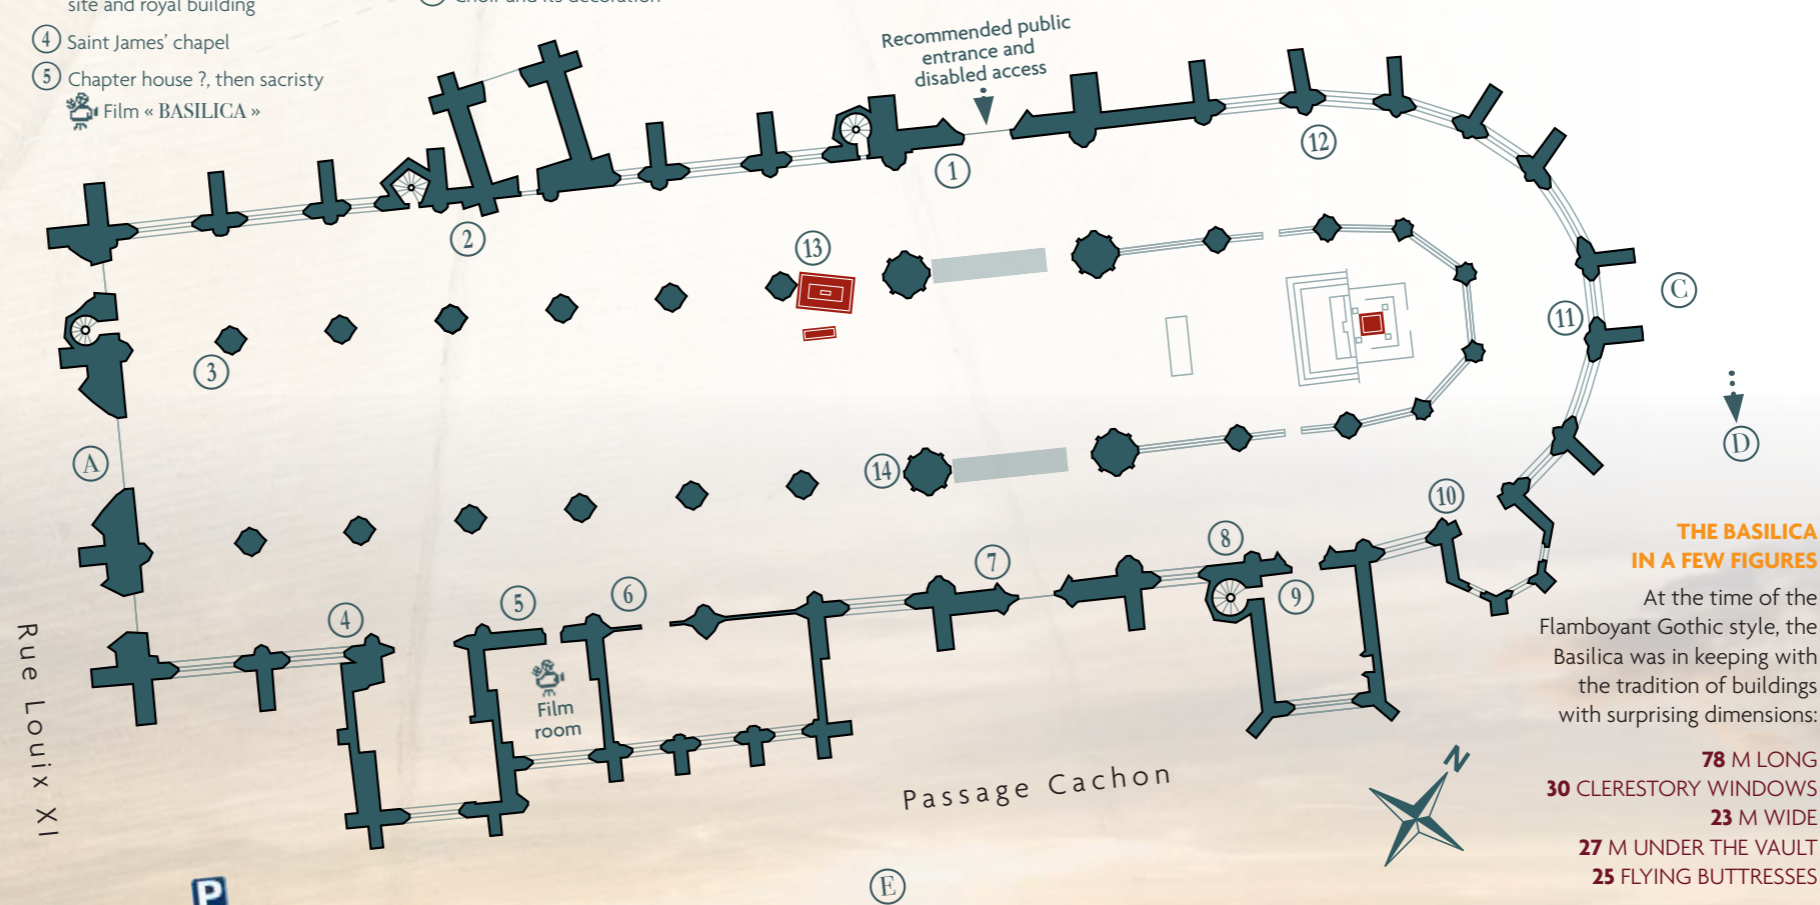 site and royal building
④ Saint James' chapel
⑤ Chapter house ?, then sacristy
Film « BASILICA »
Recommended public
entrance and
disabled access
1
2
3
4
5
6
7
8
9
10
11
12
13
14
A
C
D
E
Film
room
Rue Louix XI
Passage Cachon
N
P
THE BASILICA
IN A FEW FIGURES
At the time of the
Flamboyant Gothic style, the
Basilica was in keeping with
the tradition of buildings
with surprising dimensions:
78 M LONG
30 CLERESTORY WINDOWS
23 M WIDE
27 M UNDER THE VAULT
25 FLYING BUTTRESSES